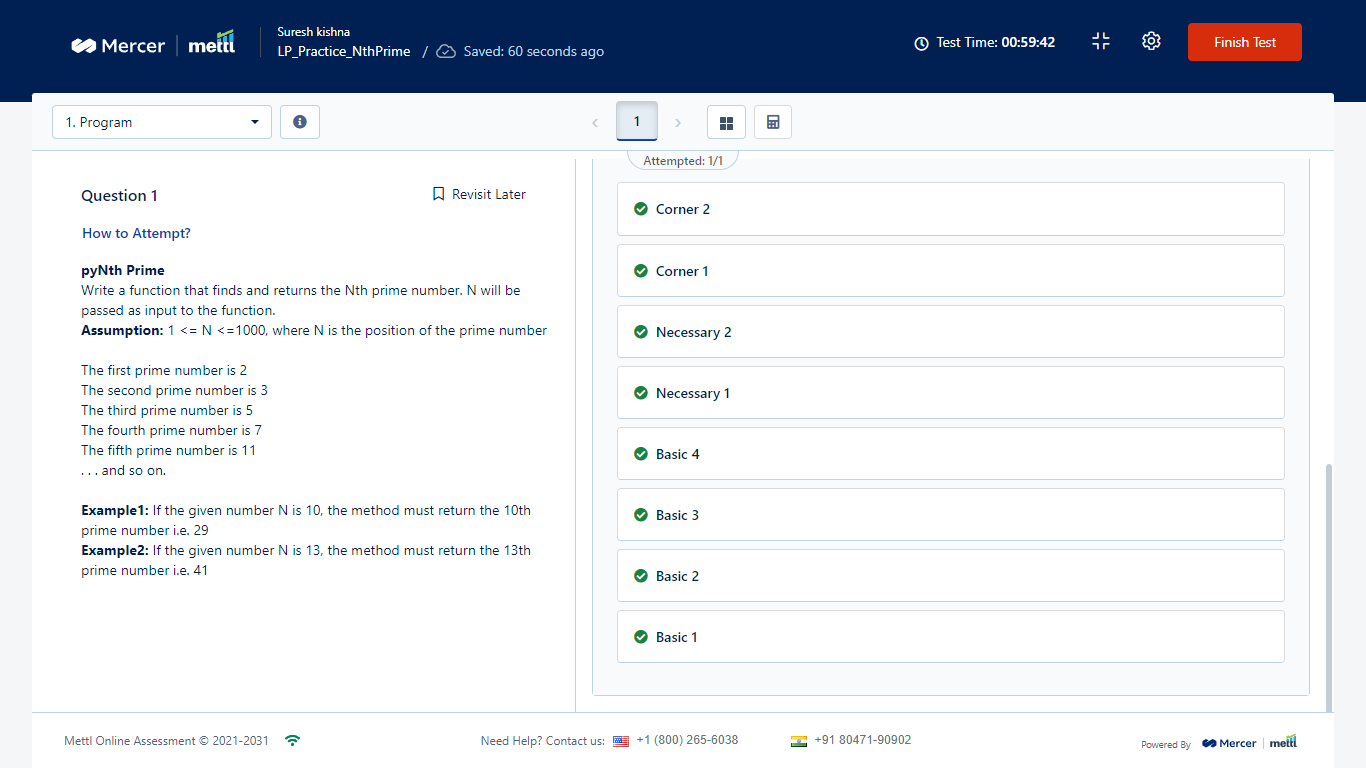 Mercer | mettl
Suresh kishna
LP_Practice_NthPrime / Saved: 60 seconds ago
Test Time: 00:59:42
Finish Test
1. Program
1
Attempted: 1/1
Question 1
Revisit Later
How to Attempt?
pyNth Prime
Write a function that finds and returns the Nth prime number. N will be
passed as input to the function.
Assumption: 1 <= N <=1000, where N is the position of the prime number
The first prime number is 2
The second prime number is 3
The third prime number is 5
The fourth prime number is 7
The fifth prime number is 11
. . . and so on.
Example1: If the given number N is 10, the method must return the 10th
prime number i.e. 29
Example2: If the given number N is 13, the method must return the 13th
prime number i.e. 41
Corner 2
Corner 1
Necessary 2
Necessary 1
Basic 4
Basic 3
Basic 2
Basic 1
Mettl Online Assessment © 2021-2031
Need Help? Contact us: +1 (800) 265-6038
+91 80471-90902
Powered By Mercer | mettl